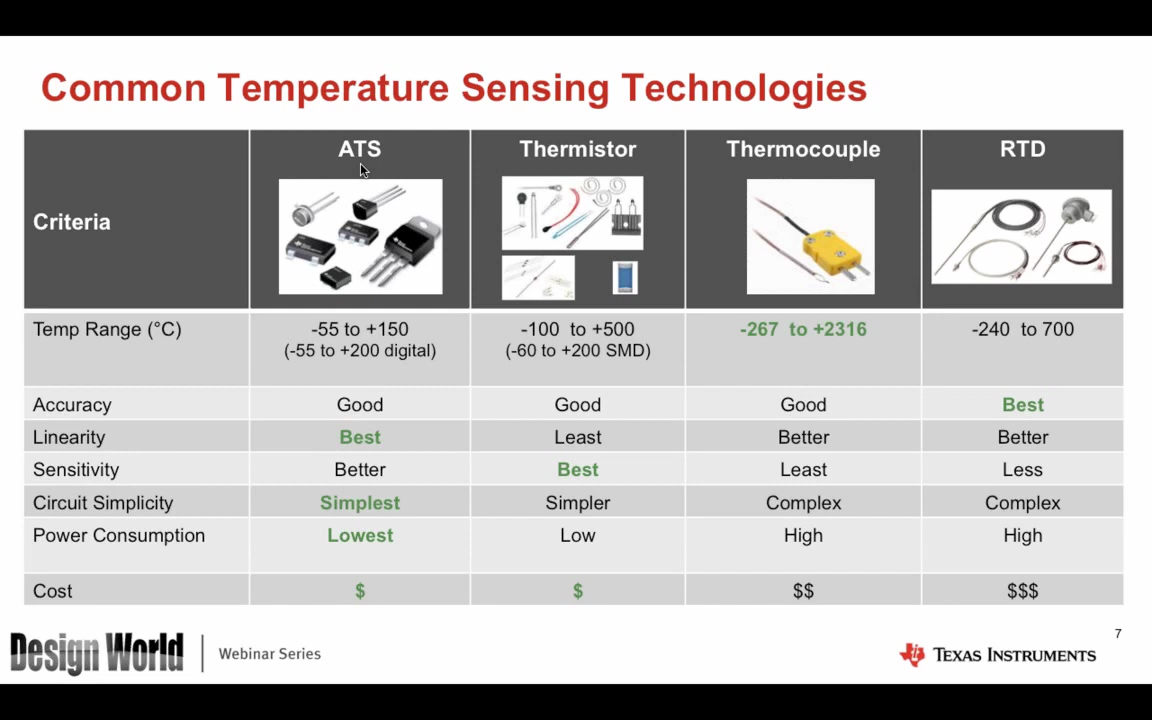 Common Temperature Sensing Technologies
Criteria
ATS
Thermistor
Thermocouple
RTD
Temp Range (°C)
-55 to +150
(-55 to +200 digital)
-100 to +500
(-60 to +200 SMD)
-267 to +2316
-240 to 700
Accuracy Good Good Good Best
Linearity Best Least Better Better
Sensitivity Better Best Least Less
Circuit Simplicity Simplest Simpler Complex Complex
Power Consumption Lowest Low High High
Cost $ $ $$ $$$
7
Design World Webinar Series
Texas Instruments